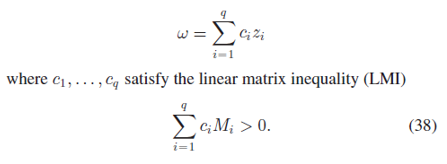 ω = ∑_{i=1}^{q} c_i z_i
where c_1, . . . , c_q satisfy the linear matrix inequality (LMI)
∑_{i=1}^{q} c_i M_i > 0. (38)